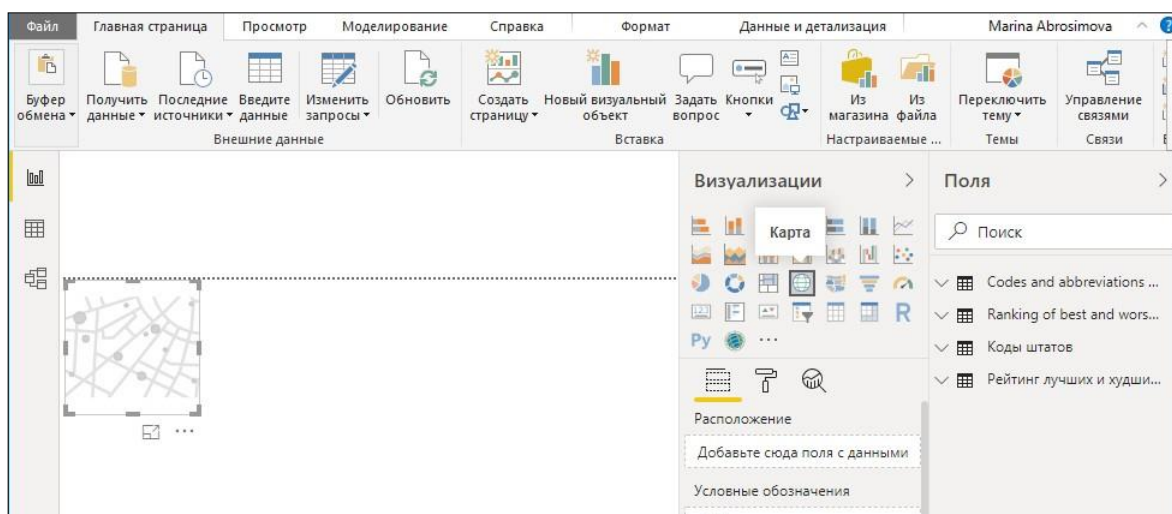 Файл Главная страница Просмотр Моделирование Справка Формат Данные и детализация Marina Abrosimova
Буфер обмена
Получить данные
Последние источники
Введите данные
Изменить запросы
Обновить
Создать страницу
Новый визуальный объект
Задать вопрос
Кнопки
Из магазина
Из файла
Переключить тему
Управление связями
Внешние данные Вставка Настраиваемые ... Темы Связи
Визуализации
Карта
123
R
Py ...
Расположение
Добавьте сюда поля с данными
Условные обозначения
Поля
Поиск
Codes and abbreviations ...
Ranking of best and wors...
Коды штатов
Рейтинг лучших и худши...